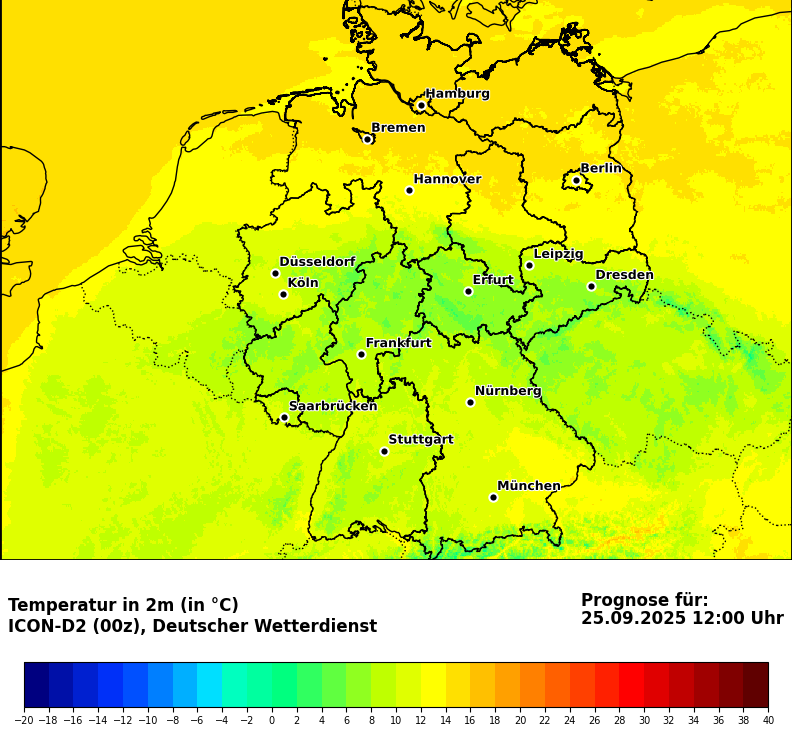 Hamburg
Bremen
Berlin
Hannover
Leipzig
Düsseldorf
Dresden
Köln
Erfurt
Frankfurt
Nürnberg
Saarbrücken
Stuttgart
München
Temperatur in 2m (in °C)
ICON-D2 (00z), Deutscher Wetterdienst
Prognose für:
25.09.2025 12:00 Uhr
−20 −18 −16 −14 −12 −10 −8 −6 −4 −2 0 2 4 6 8 10 12 14 16 18 20 22 24 26 28 30 32 34 36 38 40